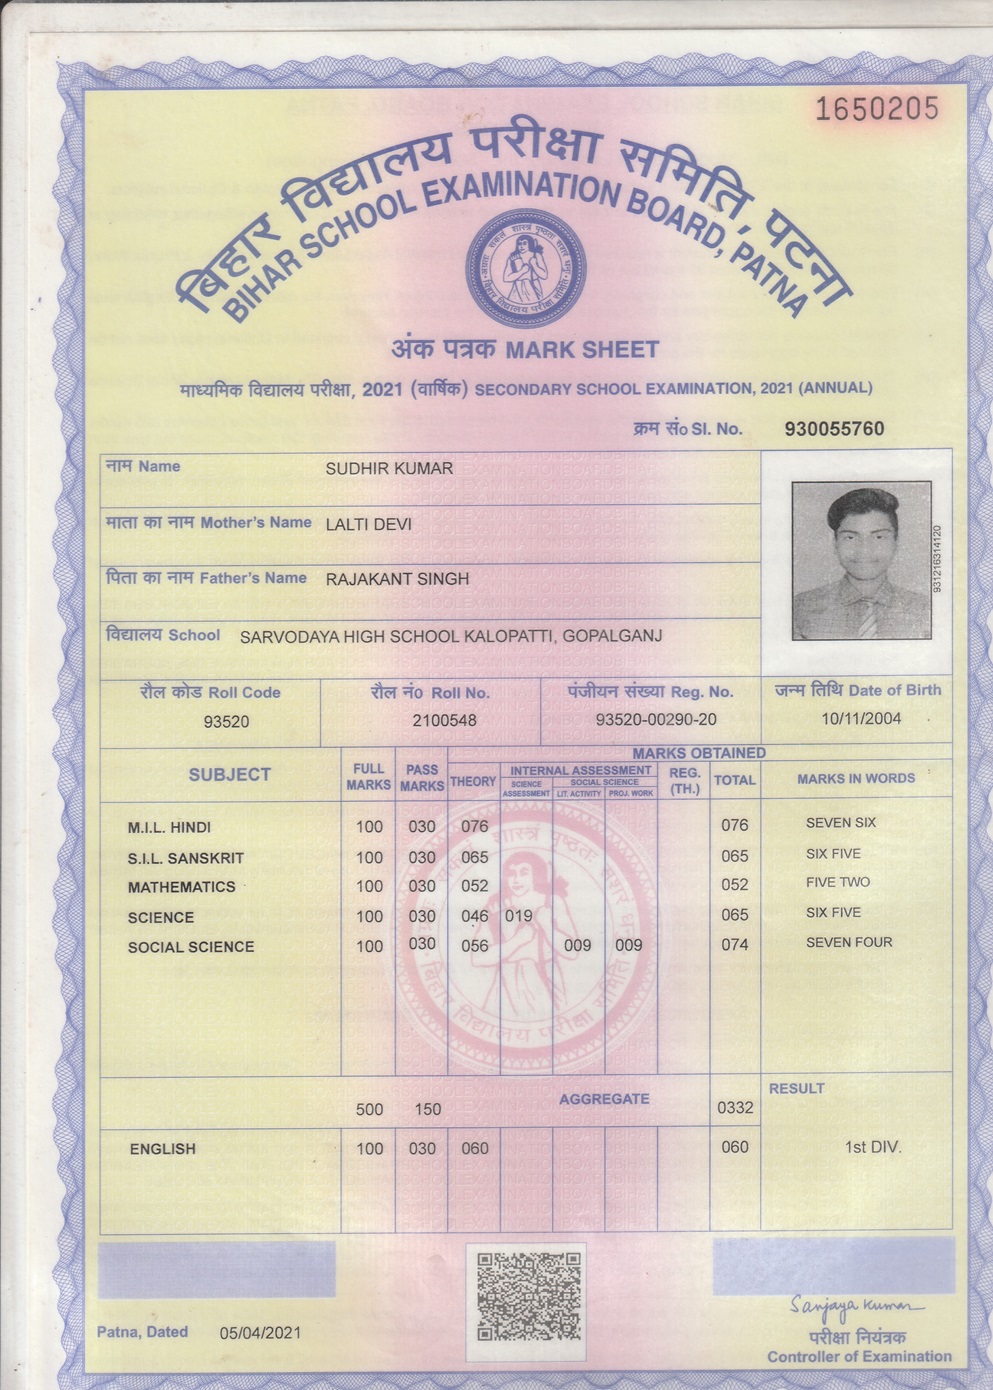 1650205
बिहार विद्यालय परीक्षा समिति, पटना
BIHAR SCHOOL EXAMINATION BOARD, PATNA
अंक पत्रक MARK SHEET
माध्यमिक विद्यालय परीक्षा, 2021 (वार्षिक) SECONDARY SCHOOL EXAMINATION, 2021 (ANNUAL)
क्रम सं० Sl. No. 930055760
नाम Name SUDHIR KUMAR
माता का नाम Mother's Name LALTI DEVI
पिता का नाम Father's Name RAJAKANT SINGH
विद्यालय School SARVODAYA HIGH SCHOOL KALOPATTI, GOPALGANJ
931216314120
रौल कोड Roll Code रौल नं० Roll No. पंजीयन संख्या Reg. No. जन्म तिथि Date of Birth
93520 2100548 93520-00290-20 10/11/2004
MARKS OBTAINED
SUBJECT FULL MARKS PASS MARKS THEORY INTERNAL ASSESSMENT REG. (TH.) TOTAL MARKS IN WORDS
SCIENCE ASSESSMENT SOCIAL SCIENCE
LIT. ACTIVITY PROJ. WORK
M.I.L. HINDI 100 030 076 076 SEVEN SIX
S.I.L. SANSKRIT 100 030 065 065 SIX FIVE
MATHEMATICS 100 030 052 052 FIVE TWO
SCIENCE 100 030 046 019 065 SIX FIVE
SOCIAL SCIENCE 100 030 056 009 009 074 SEVEN FOUR
500 150 AGGREGATE 0332 RESULT
ENGLISH 100 030 060 060 1st DIV.
Sanjaya Kumar
Patna, Dated 05/04/2021
परीक्षा नियंत्रक
Controller of Examination